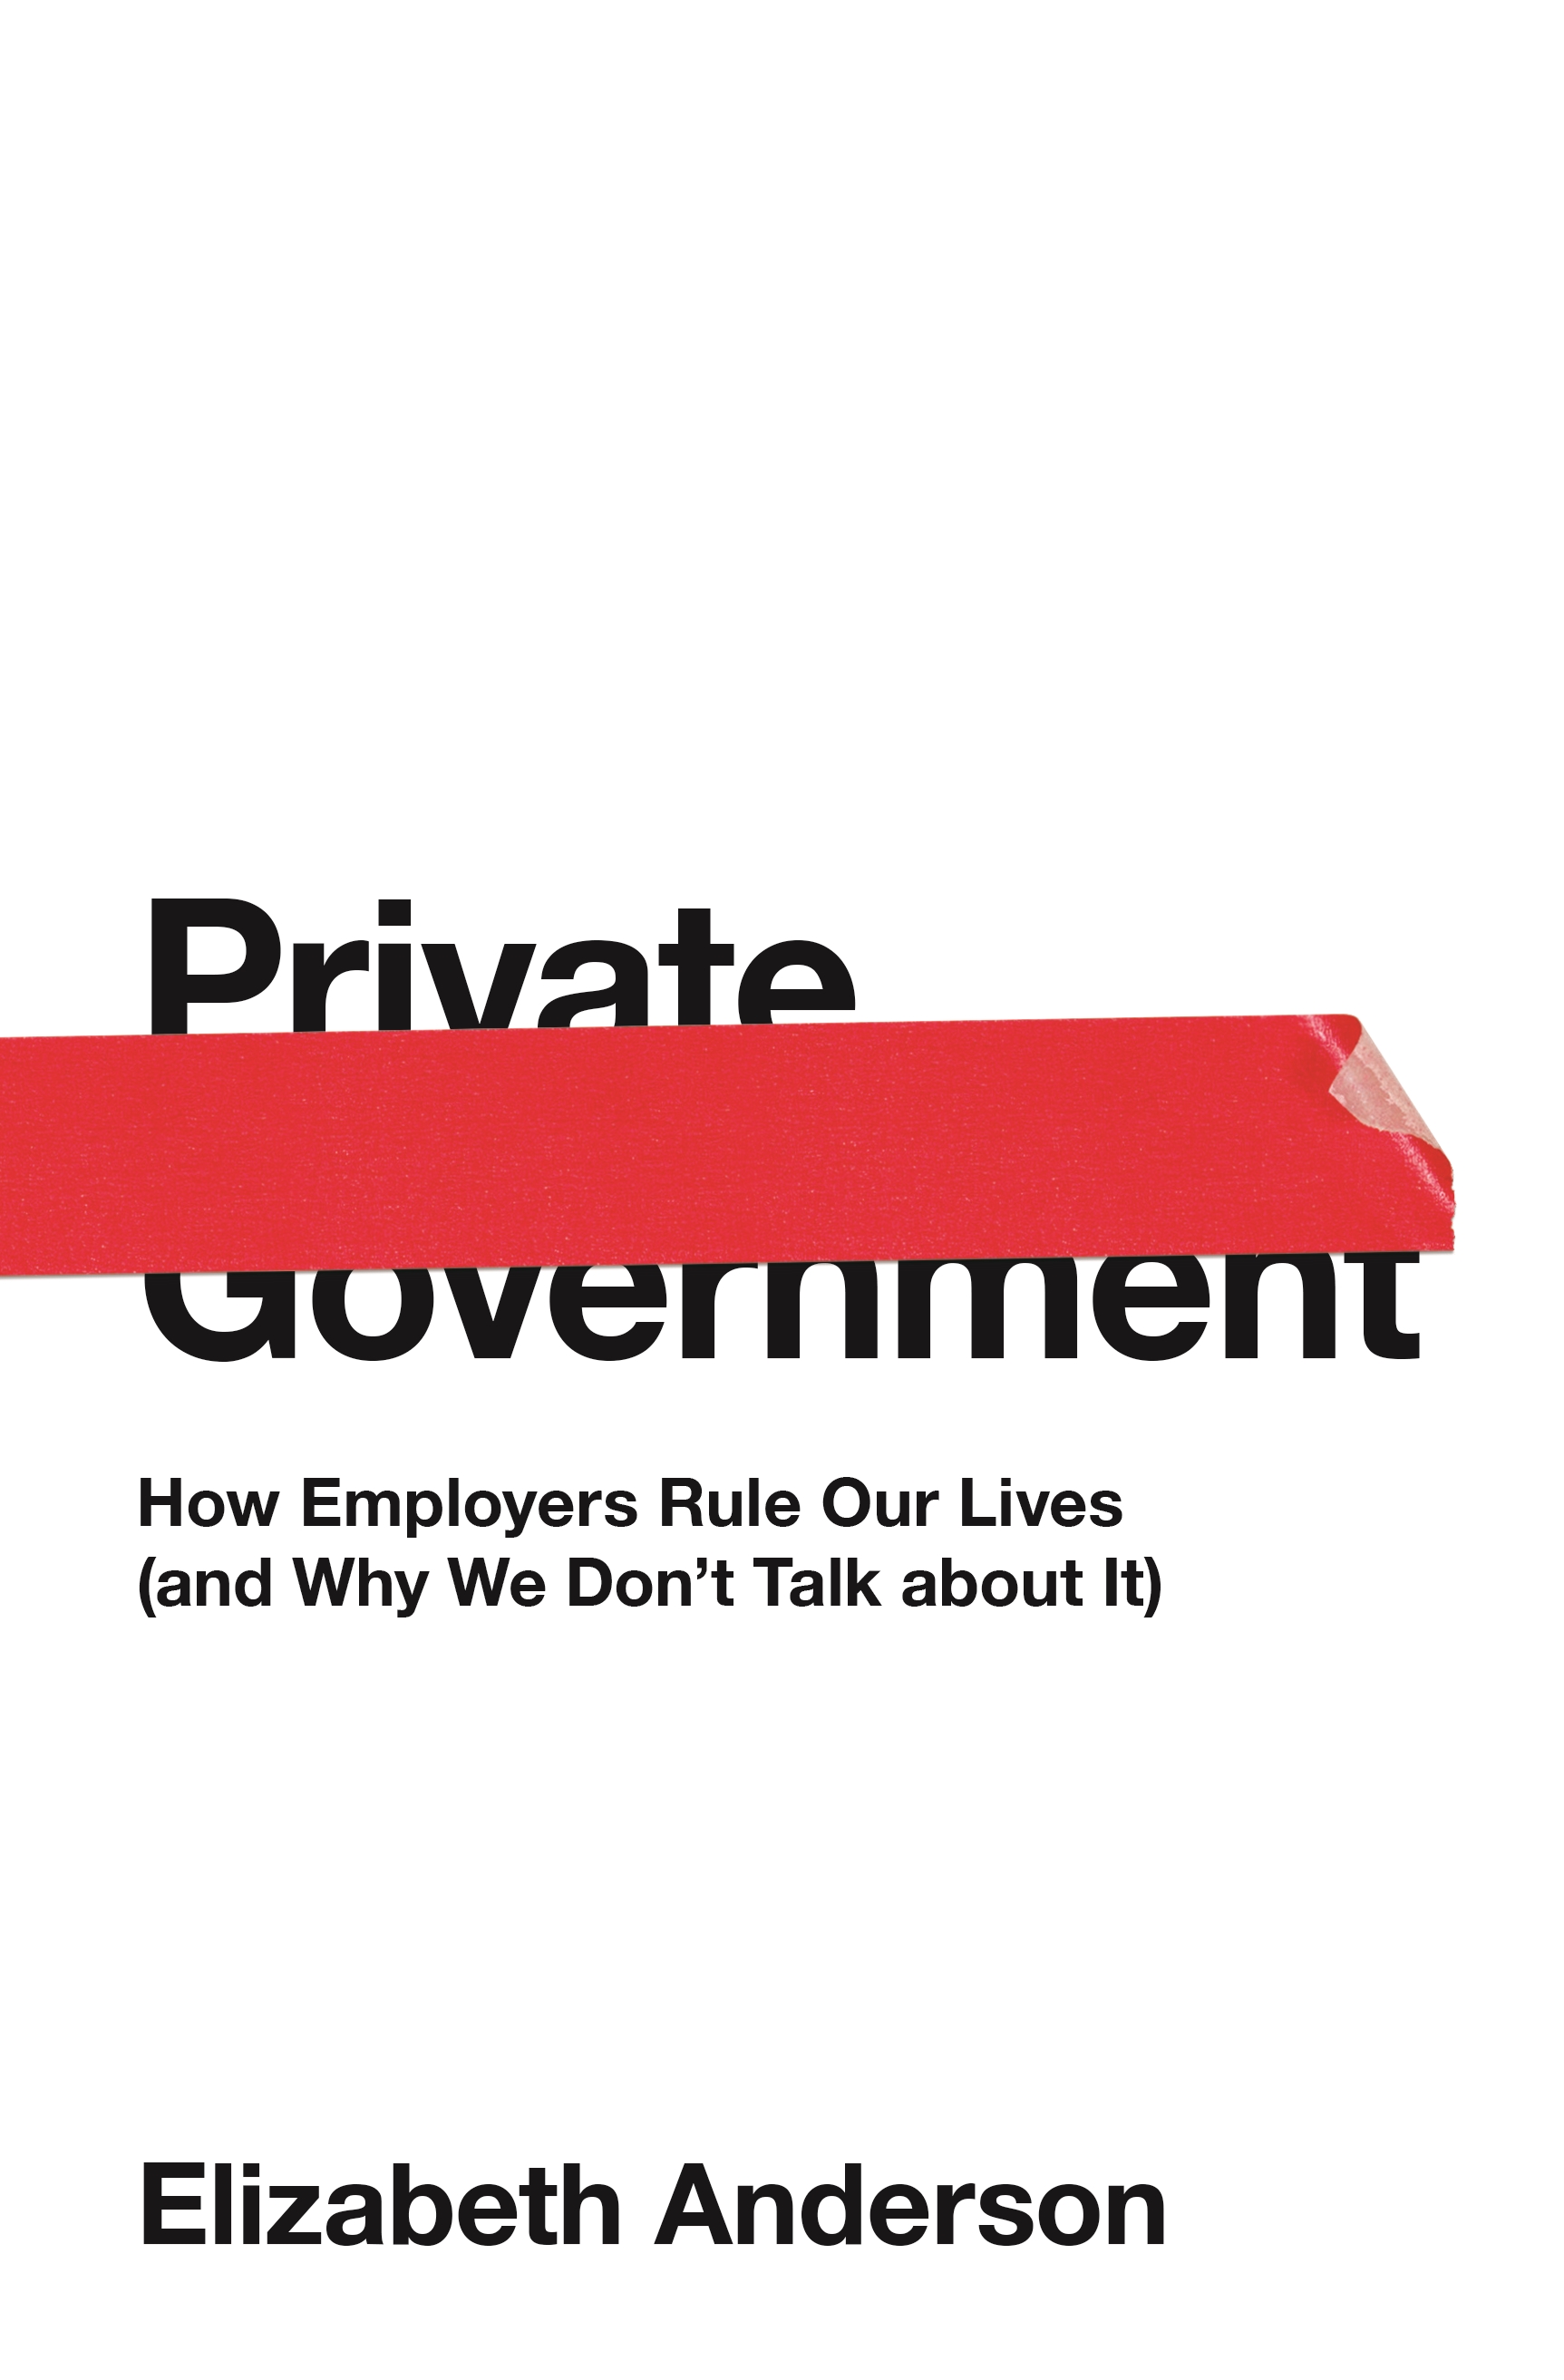 Private
Government
How Employers Rule Our Lives
(and Why We Don’t Talk about It)
Elizabeth Anderson